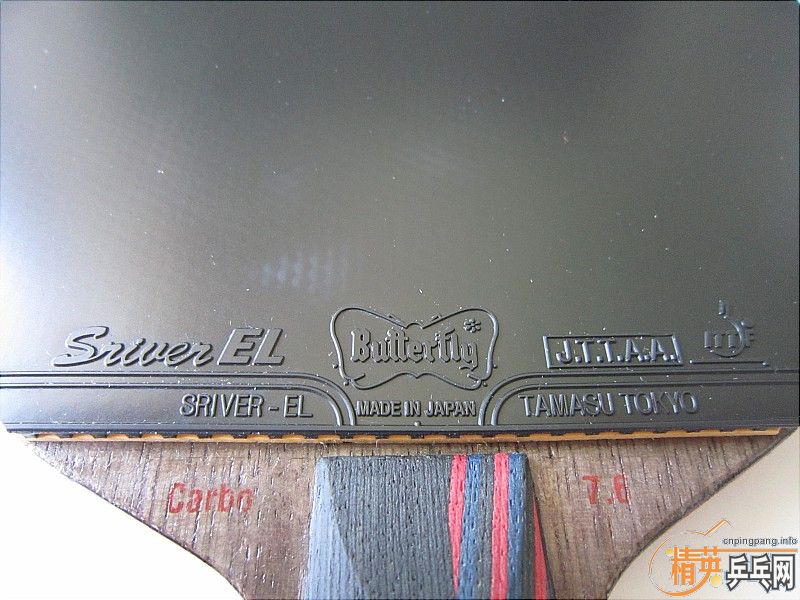 Sriver EL
Butterfly*
J.T.T.A.A.
SRIVER-EL
MADE IN JAPAN
TAMASU TOKYO
Carbo
7.6
cnpingpang.info
精英乒乓网